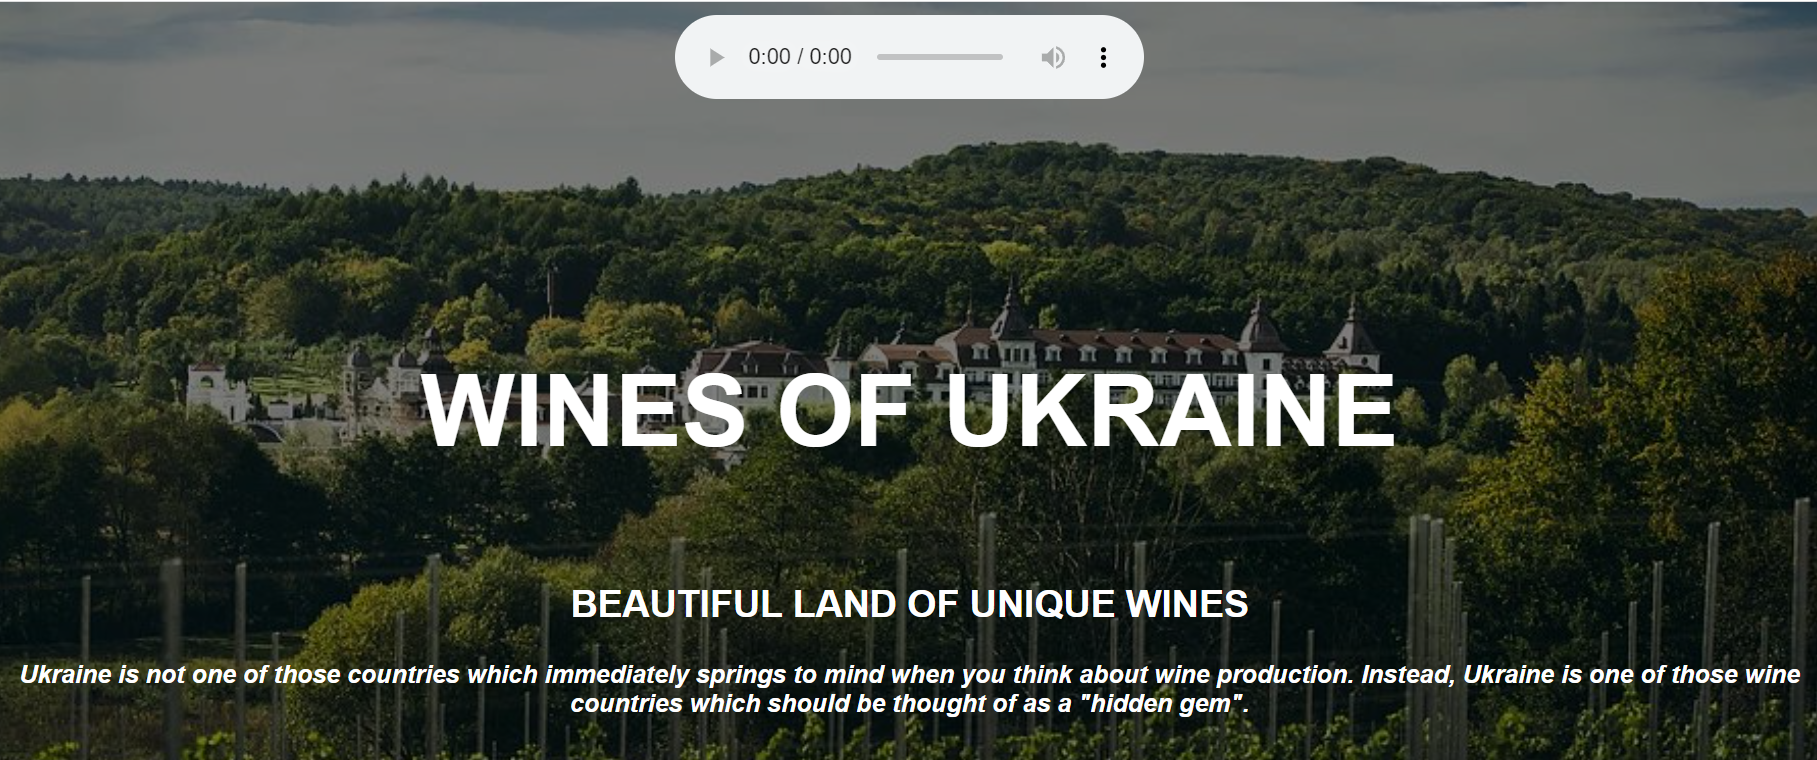 0:00 / 0:00
WINES OF UKRAINE
BEAUTIFUL LAND OF UNIQUE WINES
Ukraine is not one of those countries which immediately springs to mind when you think about wine production. Instead, Ukraine is one of those wine
countries which should be thought of as a "hidden gem".